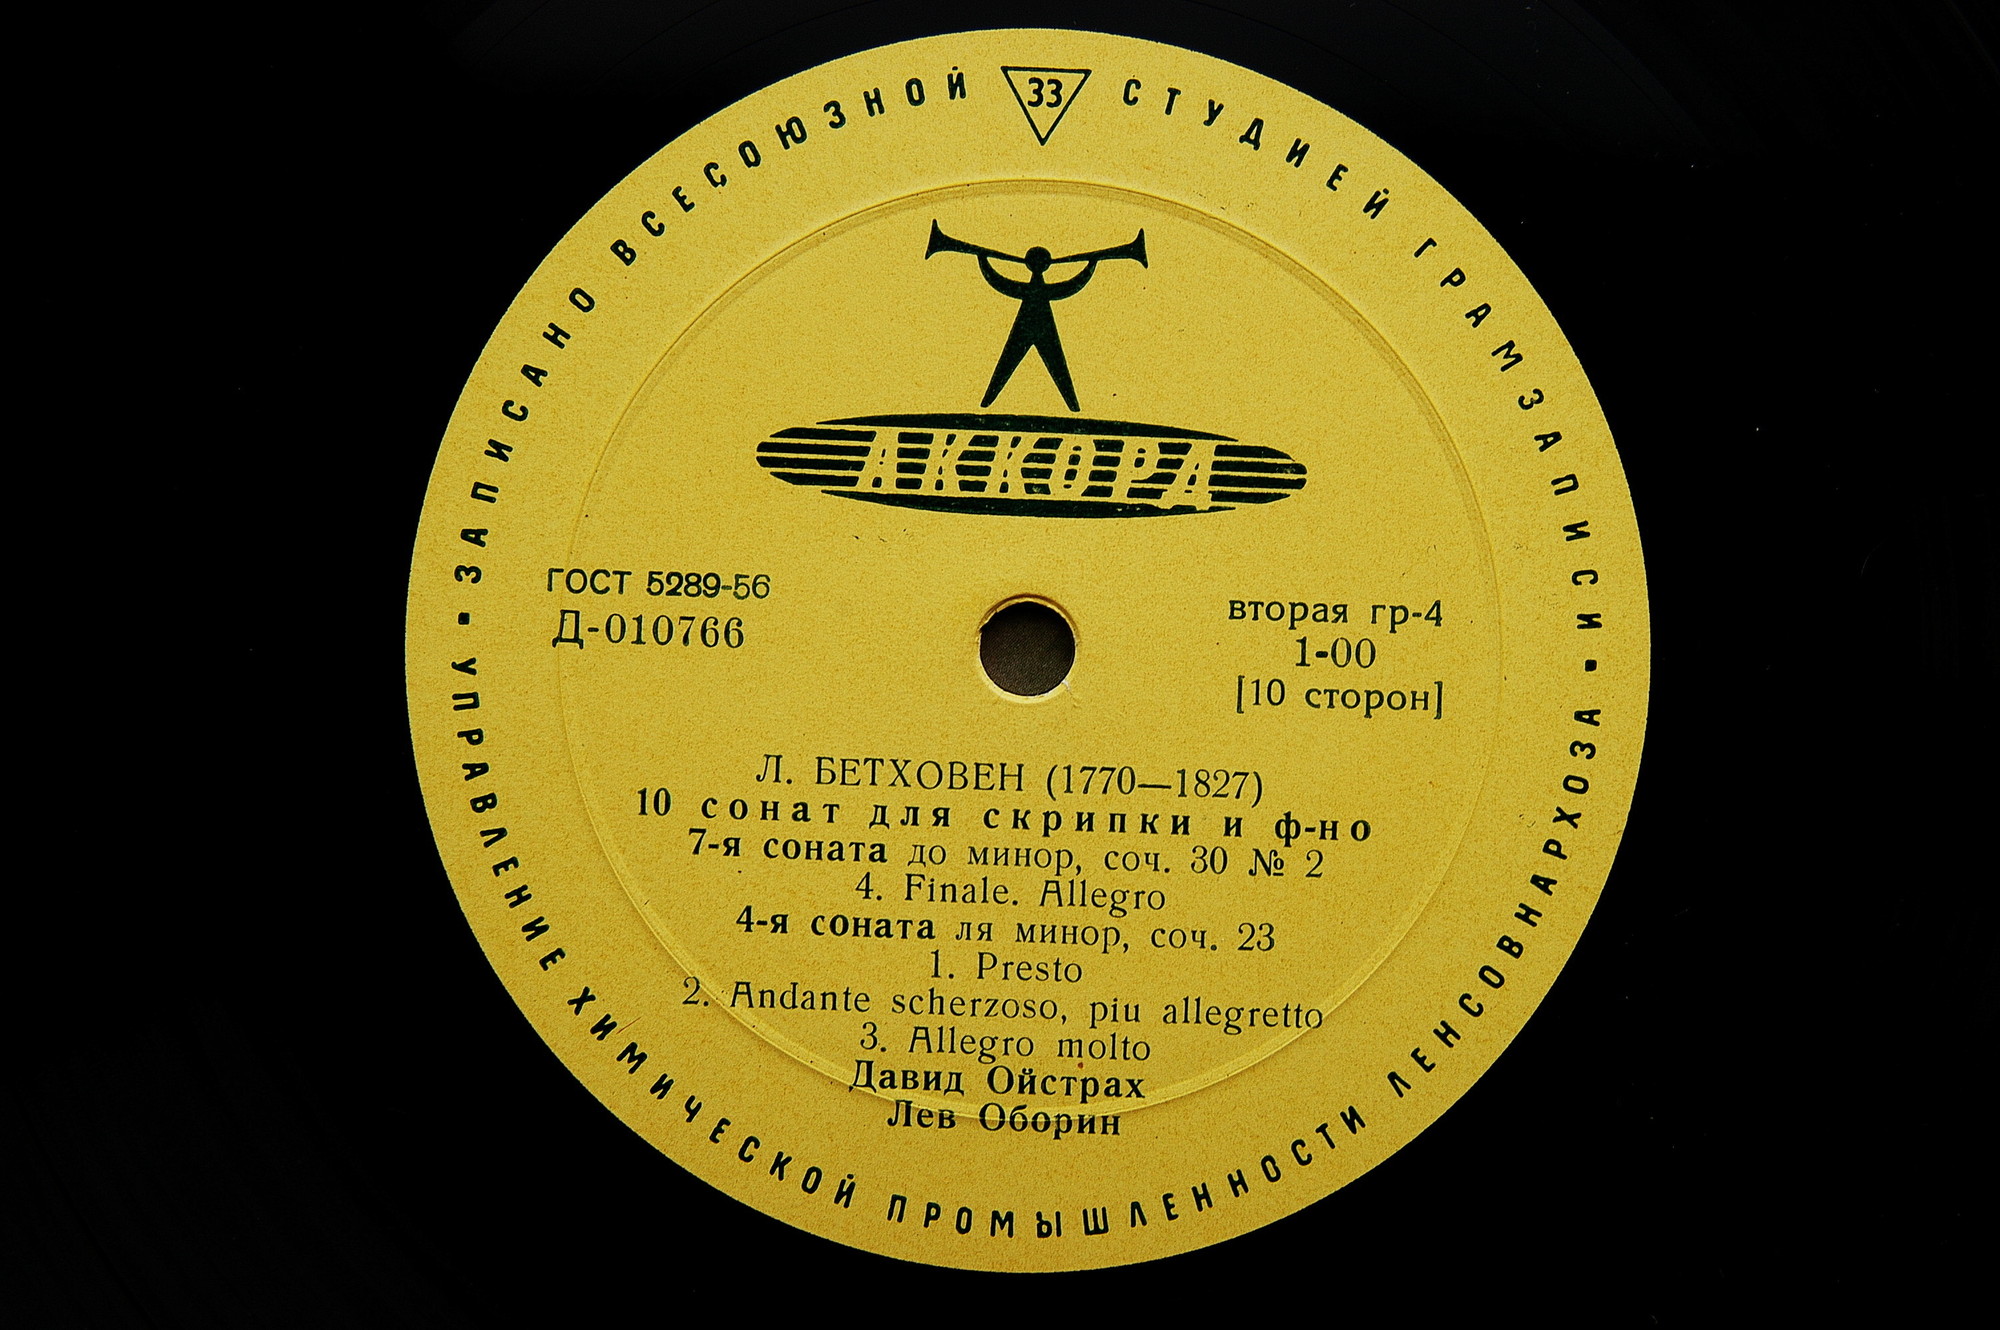 ЗАПИСАНО ВСЕСОЮЗНОЙ СТУДИЕЙ ГРАМЗАПИСИ
33
АККОРД
ГОСТ 5289-56
Д-010766
вторая гр-4
1-00
[10 сторон]
Л. БЕТХОВЕН (1770—1827)
10 сонат для скрипки и ф-но
7-я соната до минор, соч. 30 № 2
4. Finale. Allegro
4-я соната ля минор, соч. 23
1. Presto
2. Andante scherzoso, piu allegretto
3. Allegro molto
Давид Ойстрах
Лев Оборин
УПРАВЛЕНИЕ ХИМИЧЕСКОЙ ПРОМЫШЛЕННОСТИ ЛЕНСОВНАРХОЗА